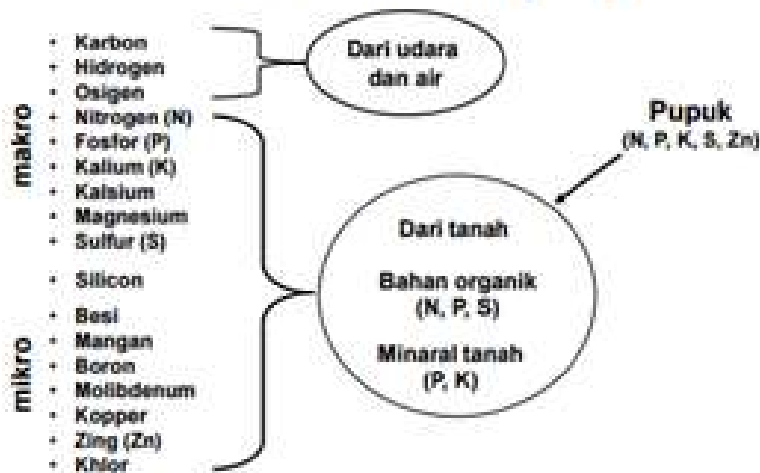 makro
• Karbon
• Hidrogen
• Osigen
• Nitrogen (N)
• Fosfor (P)
• Kalium (K)
• Kalsium
• Magnesium
• Sulfur (S)
• Silicon
mikro
• Besi
• Mangan
• Boron
• Molibdenum
• Kopper
• Zing (Zn)
• Khlor
Dari udara
dan air
Pupuk
(N, P, K, S, Zn)
Dari tanah
Bahan organik
(N, P, S)
Minaral tanah
(P, K)